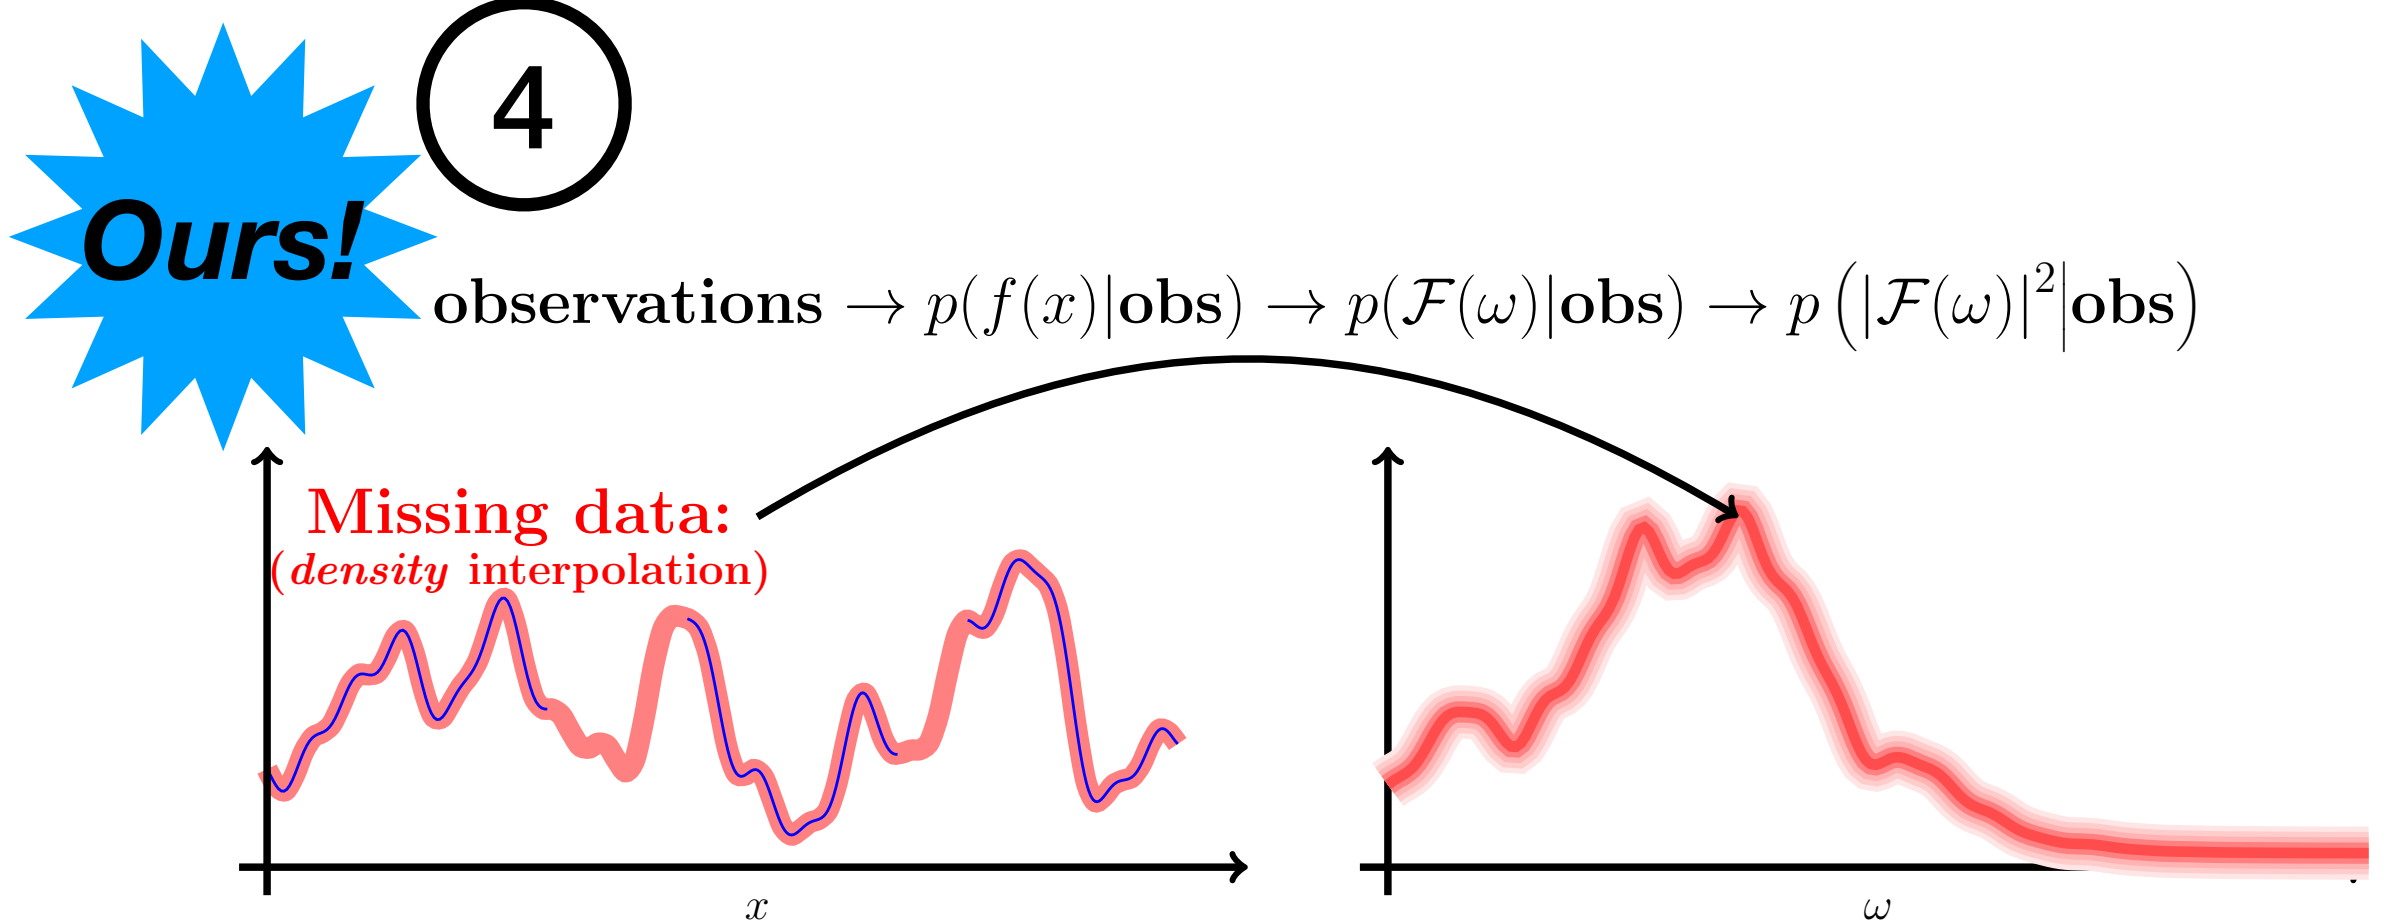 4
Ours!
observations → p(f(x)|obs) → p(ℱ(ω)|obs) → p(|ℱ(ω)|²|obs)
Missing data:
(density interpolation)
x
ω